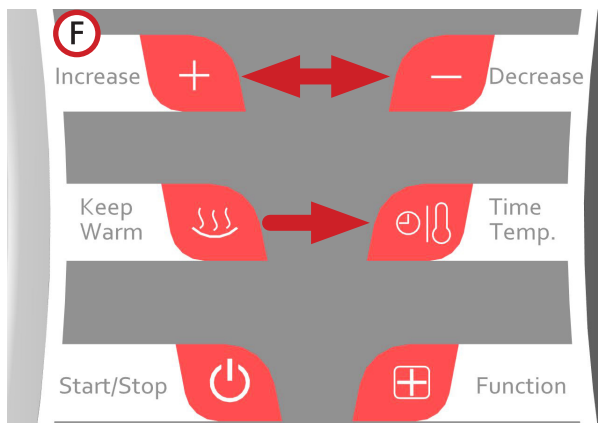 F
Increase + − Decrease
Keep
Warm
Time
Temp.
Start/Stop
Function